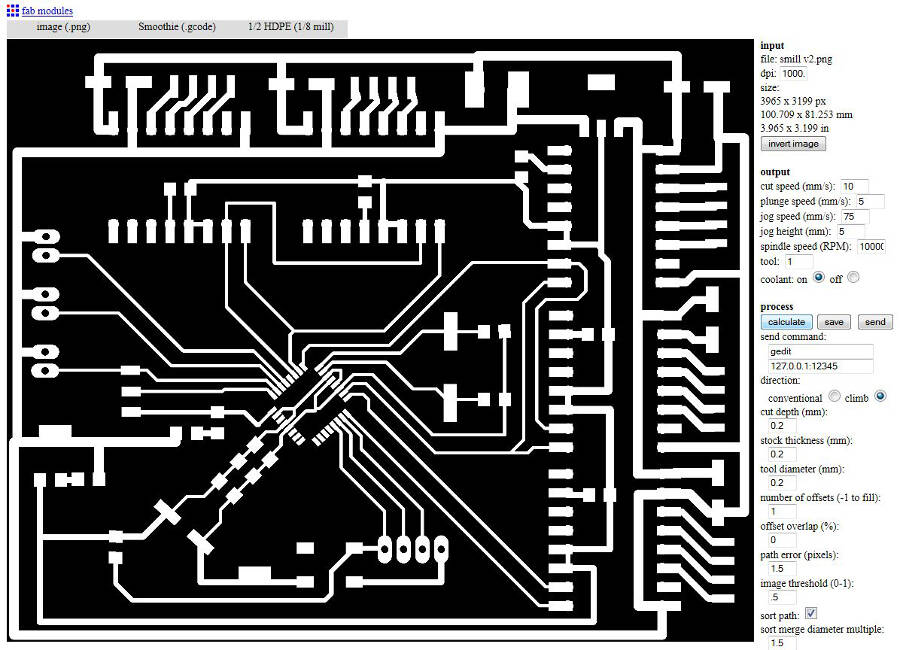 fab modules
image (.png) Smoothie (.gcode) 1/2 HDPE (1/8 mill)
input
file: smill v2.png
dpi: 1000.
size:
3965 x 3199 px
100.709 x 81.253 mm
3.965 x 3.199 in
invert image
output
cut speed (mm/s): 10
plunge speed (mm/s): 5
jog speed (mm/s): 75
jog height (mm): 5
spindle speed (RPM): 10000
tool: 1
coolant: on off
process
calculate save send
send command:
gedit
127.0.0.1:12345
direction:
conventional climb
cut depth (mm):
0.2
stock thickness (mm):
0.2
tool diameter (mm):
0.2
number of offsets (-1 to fill):
1
offset overlap (%):
0
path error (pixels):
1.5
image threshold (0-1):
.5
sort path:
sort merge diameter multiple:
1.5